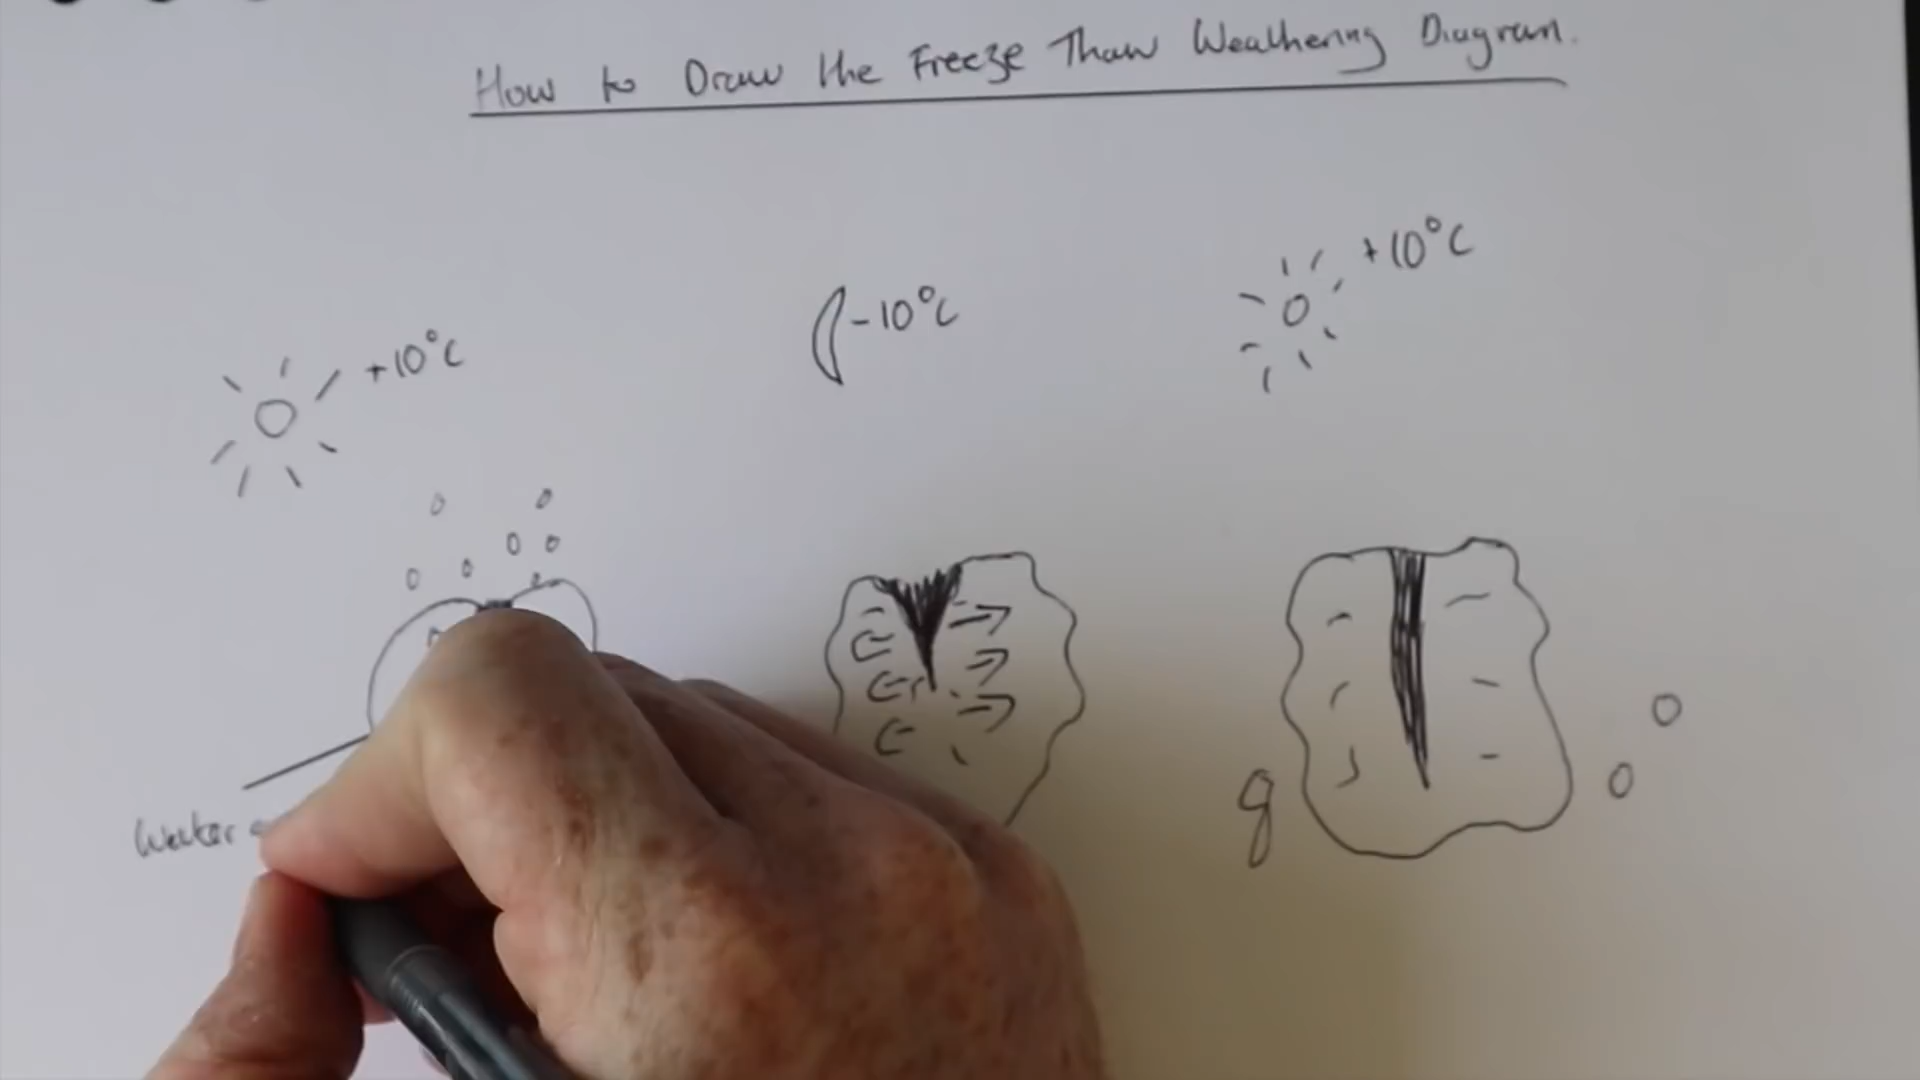 How to Draw the Freeze Thaw Weathering Diagram.
+10°C
-10°C
+10°C
Water